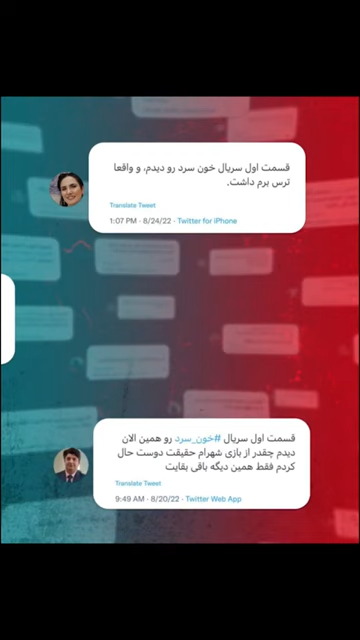 قسمت اول سریال خون سرد رو دیدم، و واقعا
ترس برم داشت.
Translate Tweet
1:07 PM · 8/24/22 · Twitter for iPhone
قسمت اول سریال #خون_سرد رو همین الان
دیدم چقدر از بازی شهرام حقیقت دوست حال
کردم فقط همین دیگه باقی بقایت
Translate Tweet
9:49 AM · 8/20/22 · Twitter Web App